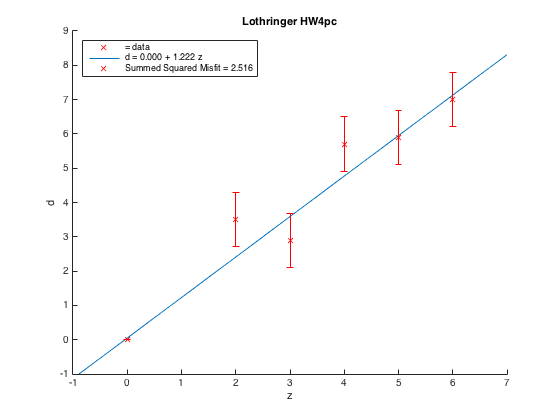 Lothringer HW4pc
= data
d = 0.000 + 1.222 z
Summed Squared Misfit = 2.516
9
8
7
6
5
4
3
2
1
0
-1
d
-1 0 1 2 3 4 5 6 7
z